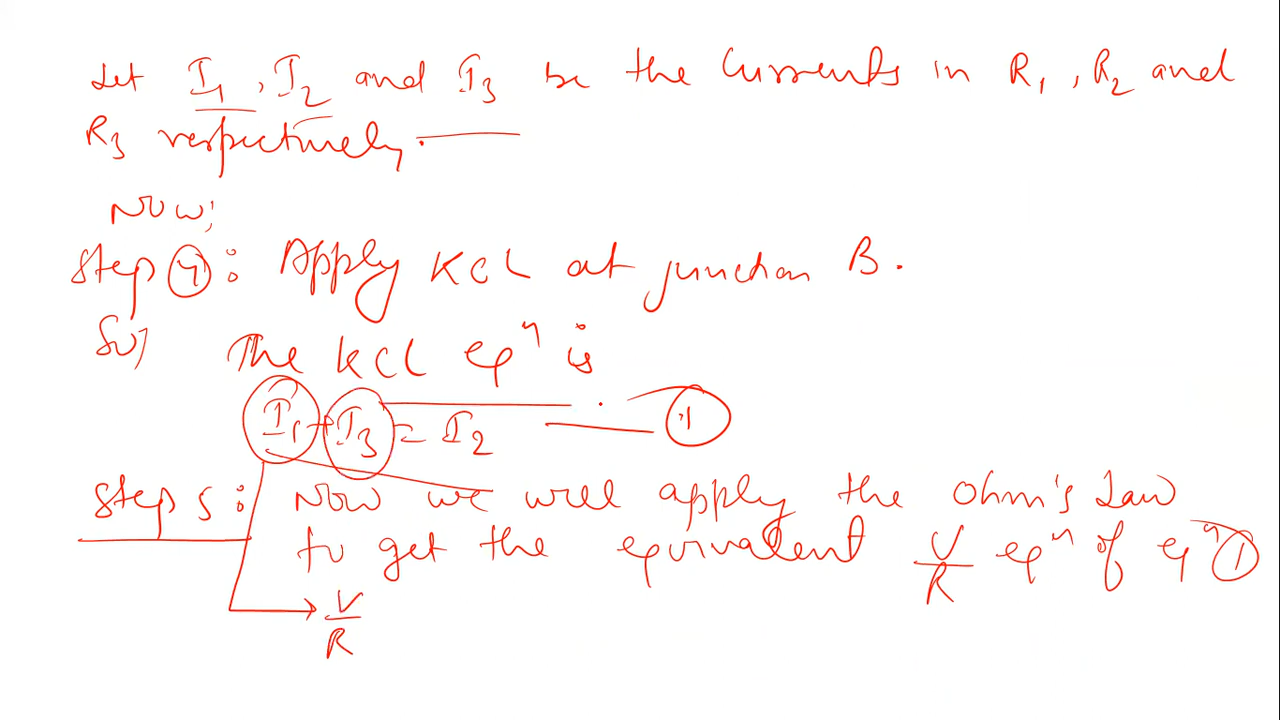 Let I₁, I₂ and I₃ be the currents in R₁, R₂ and
R₃ respectively.
Now;
Step ④: Apply KCL at junction B.
So,
The KCL eqⁿ is
I₁ + I₃ = I₂ — ①
Step 5: Now we will apply the Ohm's Law
to get the equivalent V/R eqⁿ of eqⁿ ①
V/R